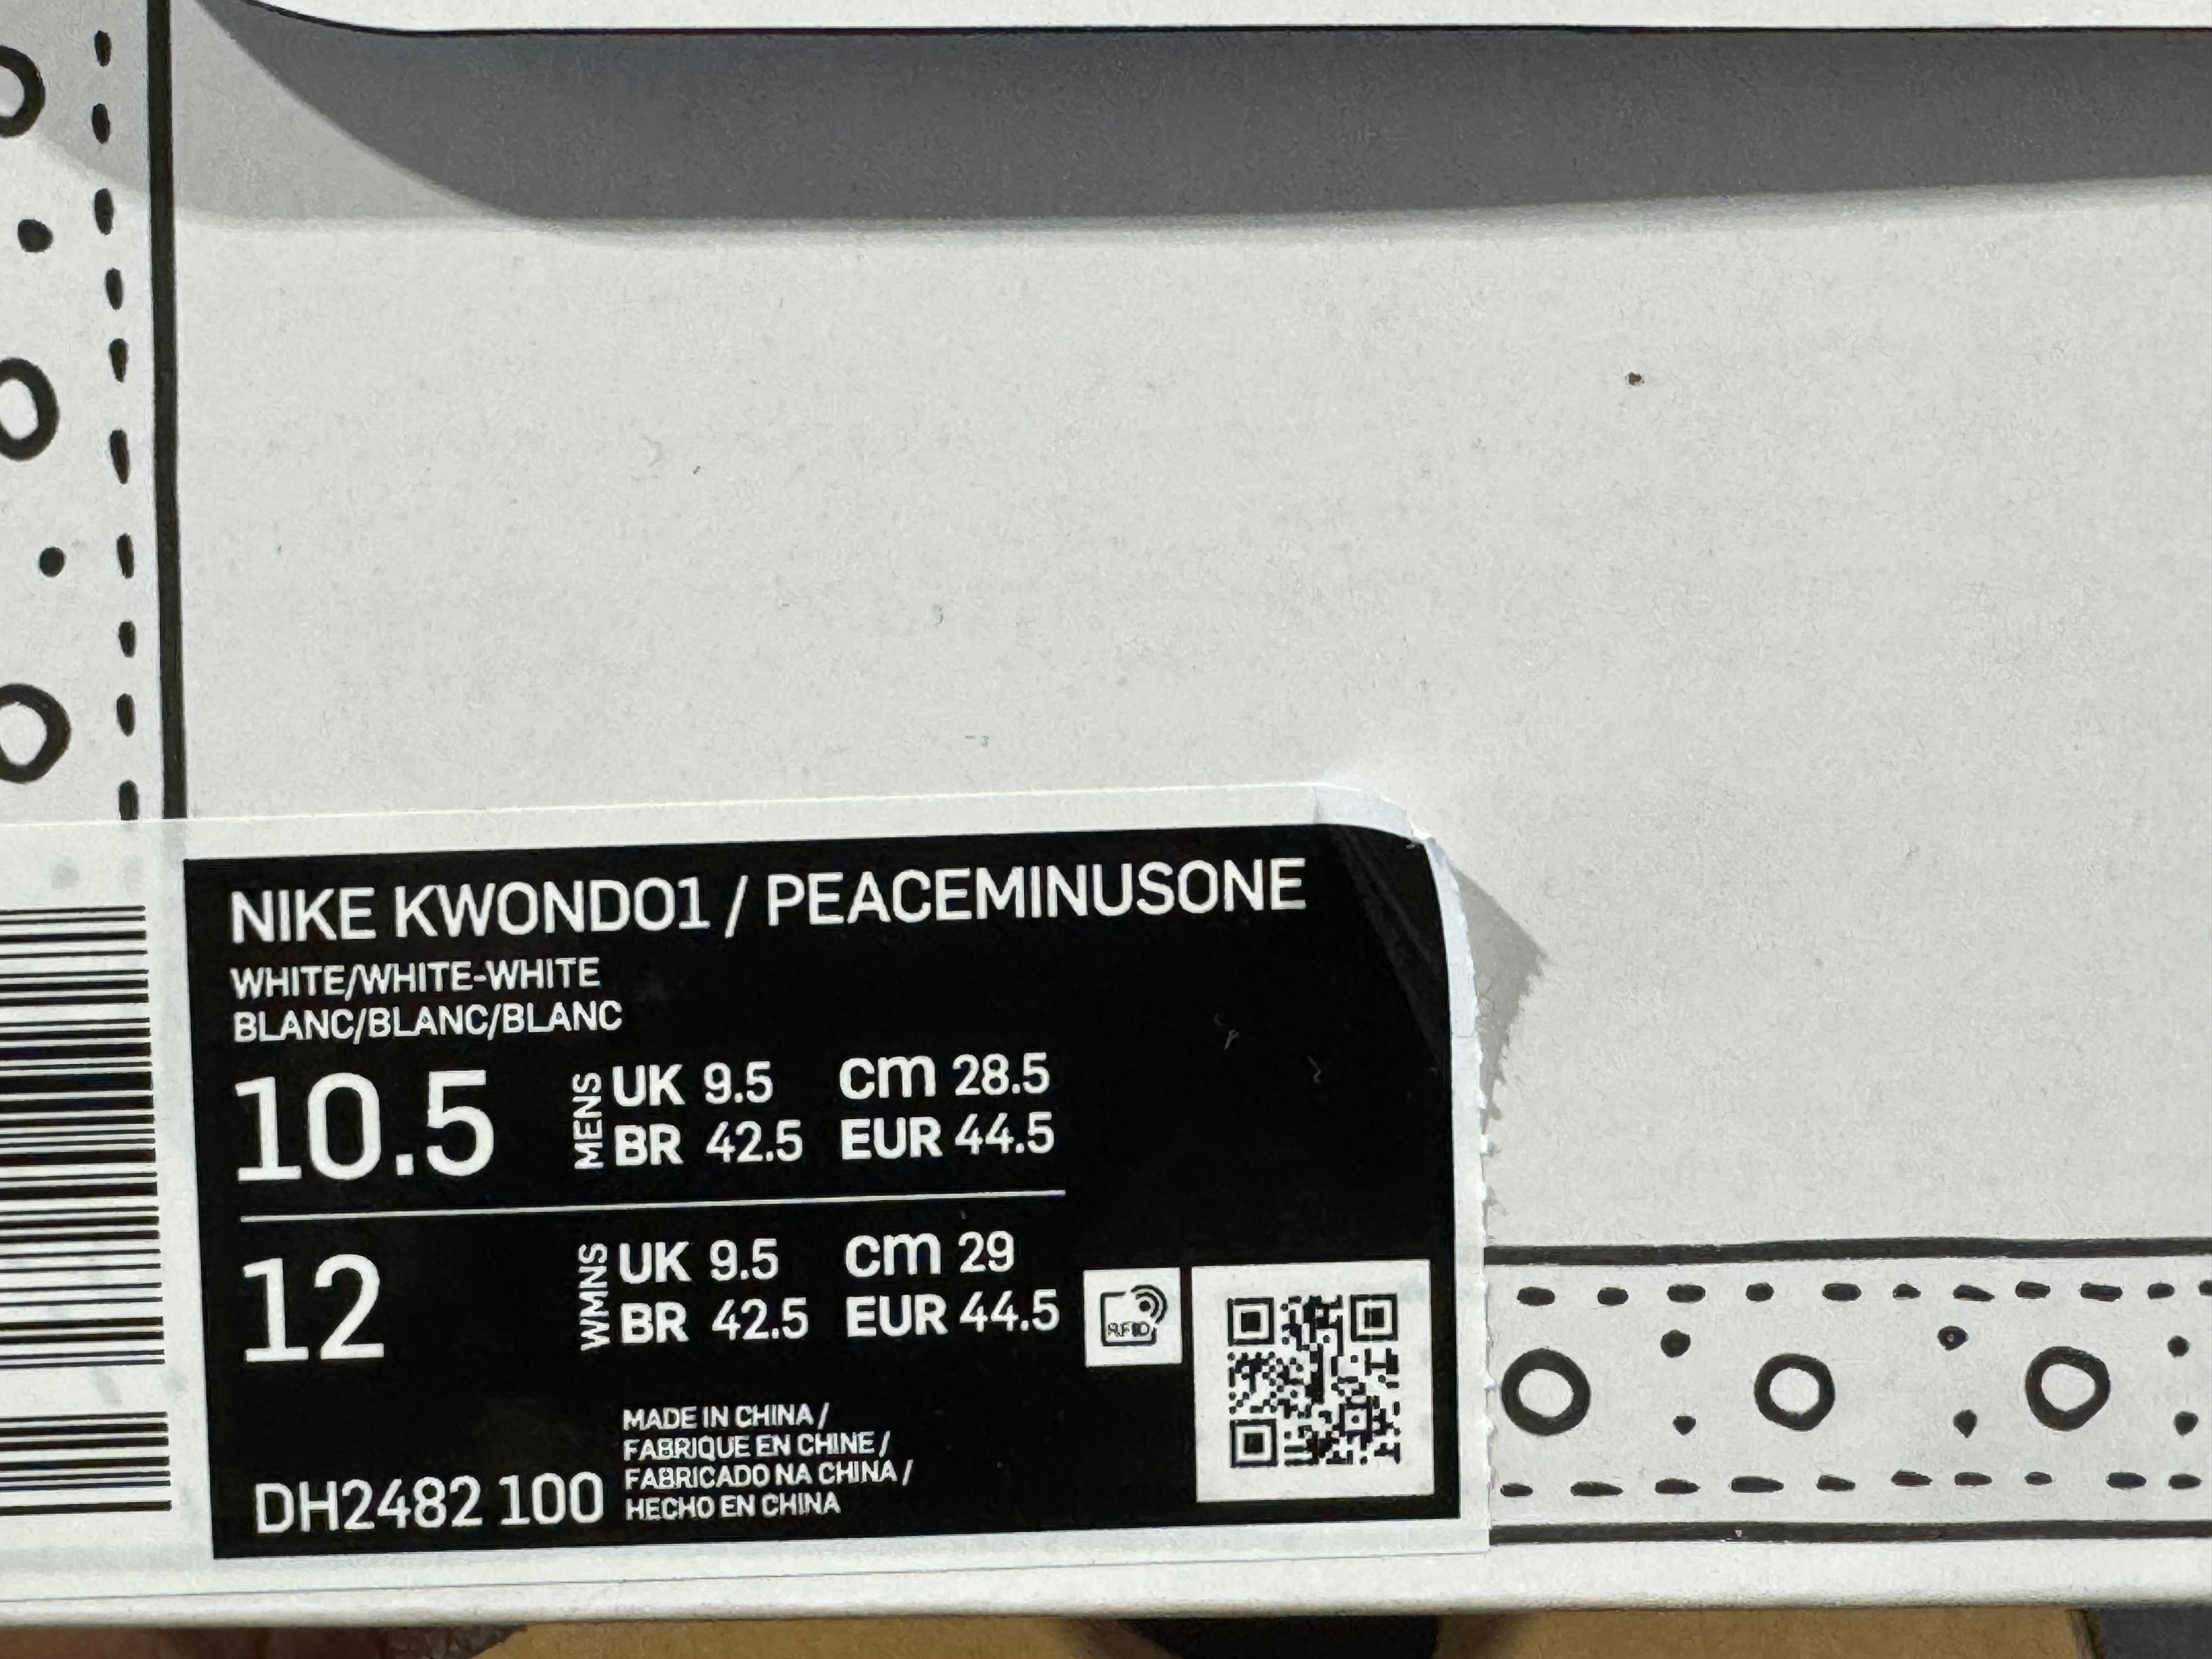 NIKE KWONDO1 / PEACEMINUSONE
WHITE/WHITE-WHITE
BLANC/BLANC/BLANC
10.5 MENS UK 9.5 cm 28.5
BR 42.5 EUR 44.5
12 WMNS UK 9.5 cm 29
BR 42.5 EUR 44.5
RFID
MADE IN CHINA /
FABRIQUE EN CHINE /
FABRICADO NA CHINA /
HECHO EN CHINA
DH2482 100